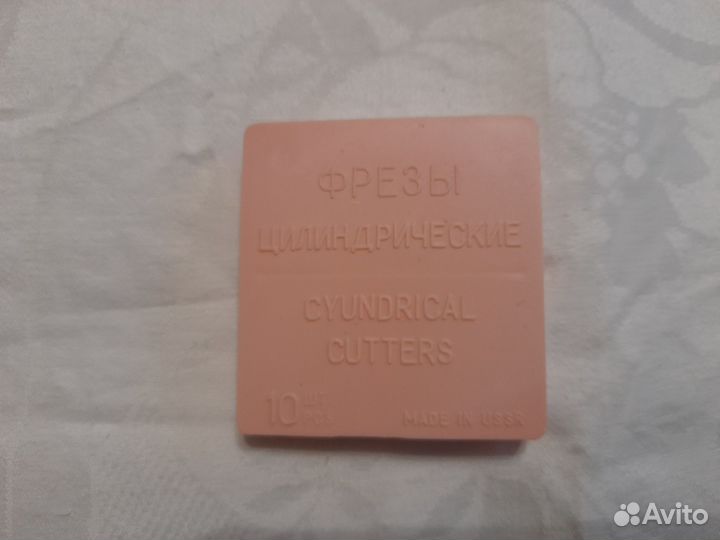 ФРЕЗЫ
ЦИЛИНДРИЧЕСКИЕ
CYUNDRICAL
CUTTERS
10 ШТ.
PCS
MADE IN USSR
Avito